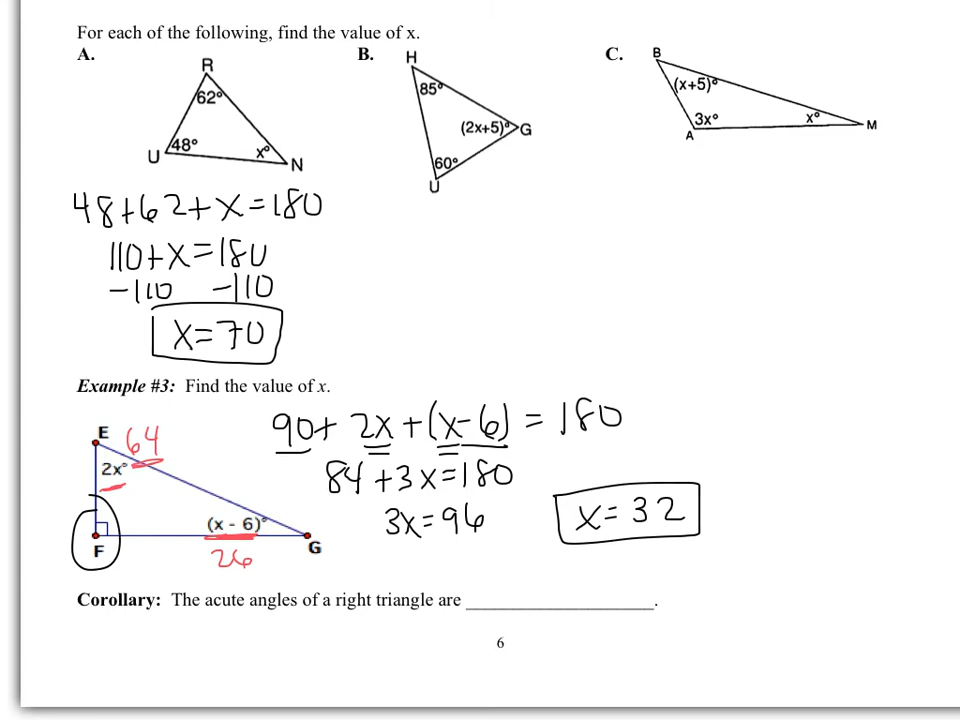 For each of the following, find the value of x.
A. B. C.
R
62°
U 48° x° N
H
85°
(2x+5)° G
60°
U
B
(x+5)°
3x° x° M
A
48+62+x=180
110+x=180
-110 -110
x=70
Example #3: Find the value of x.
E 64
2x°
(x - 6)°
F 26 G
90+ 2x +(x-6) = 180
84+3x=180
3x=96
x=32
Corollary: The acute angles of a right triangle are ____________________.
6